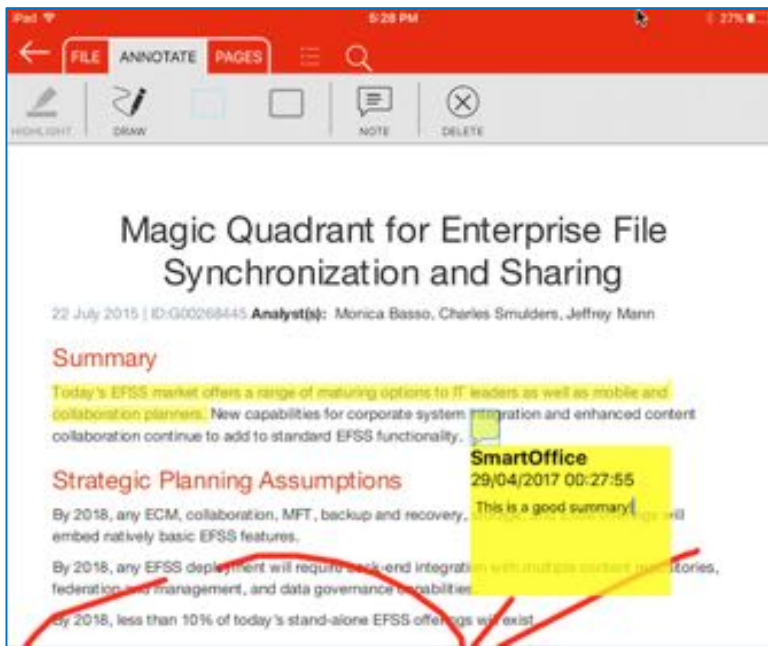 iPad 5:28 PM 27%
FILE ANNOTATE PAGES
HIGHLIGHT DRAW NOTE DELETE
Magic Quadrant for Enterprise File
Synchronization and Sharing
22 July 2015 | ID:G00268445 Analyst(s): Monica Basso, Charles Smulders, Jeffrey Mann
Summary
Today's EFSS market offers a range of maturing options to IT leaders as well as mobile and
collaboration planners. New capabilities for corporate system integration and enhanced content
collaboration continue to add to standard EFSS functionality.
SmartOffice
29/04/2017 00:27:55
This is a good summary
Strategic Planning Assumptions
By 2018, any ECM, collaboration, MFT, backup and recovery, will
embed natively basic EFSS features.
By 2018, any EFSS deployment will require back-end integration with multiple content repositories,
federation and management, and data governance capabilities.
By 2018, less than 10% of today's stand-alone EFSS offerings will exist.